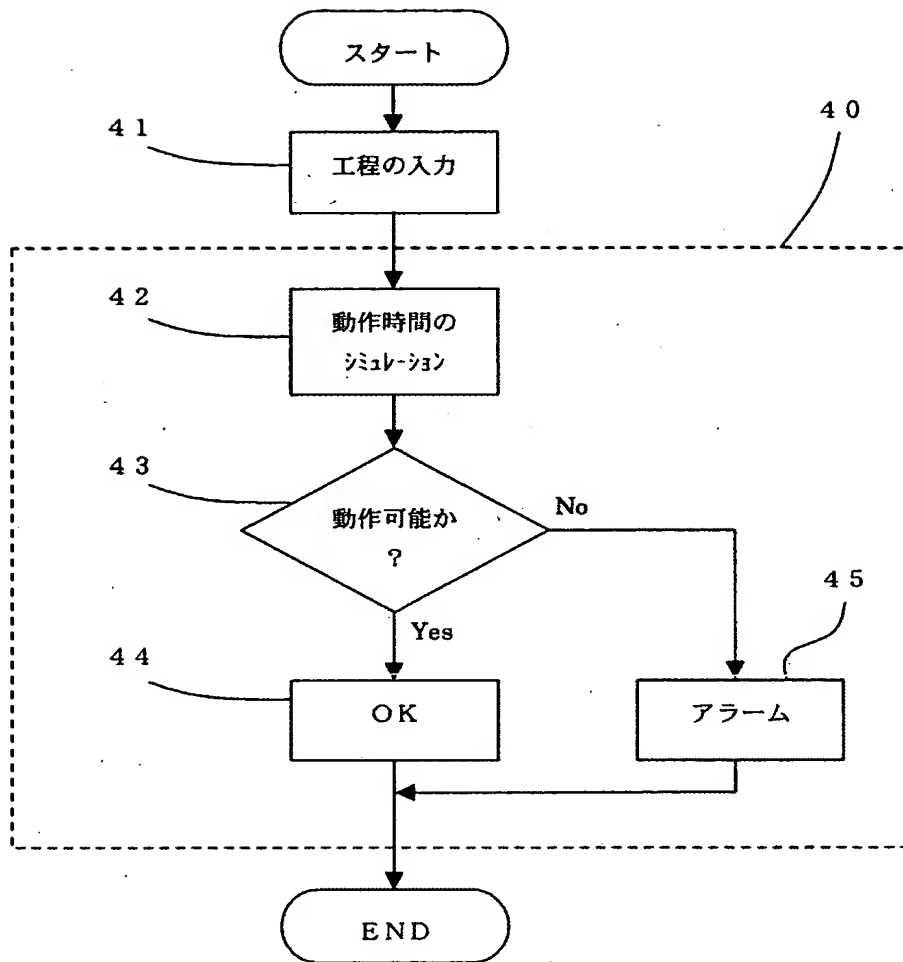 スタート
41
40
工程の入力
42
動作時間の
ｼﾐｭﾚｰｼｮﾝ
43
動作可能か
?
No
Yes
45
44
OK
アラーム
END